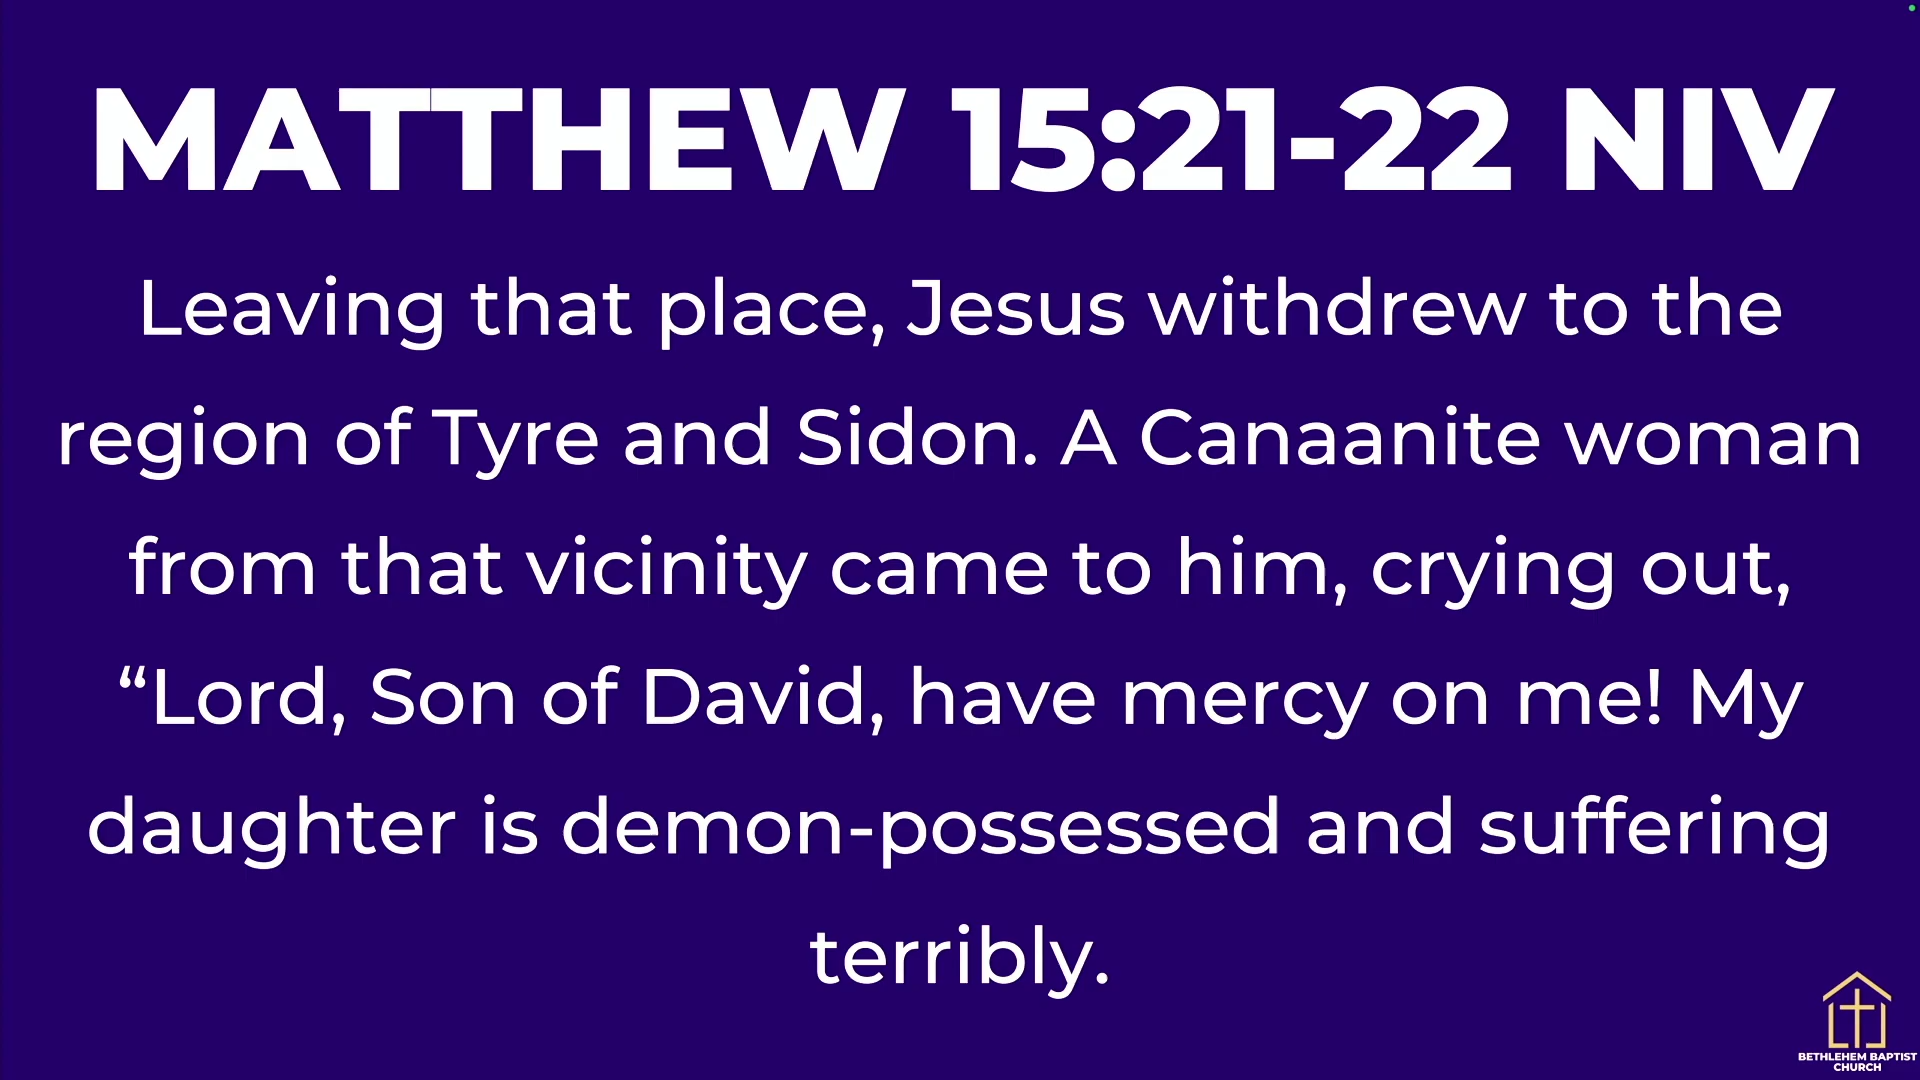 MATTHEW 15:21-22 NIV
Leaving that place, Jesus withdrew to the
region of Tyre and Sidon. A Canaanite woman
from that vicinity came to him, crying out,
“Lord, Son of David, have mercy on me! My
daughter is demon-possessed and suffering
terribly.
BETHLEHEM BAPTIST
CHURCH